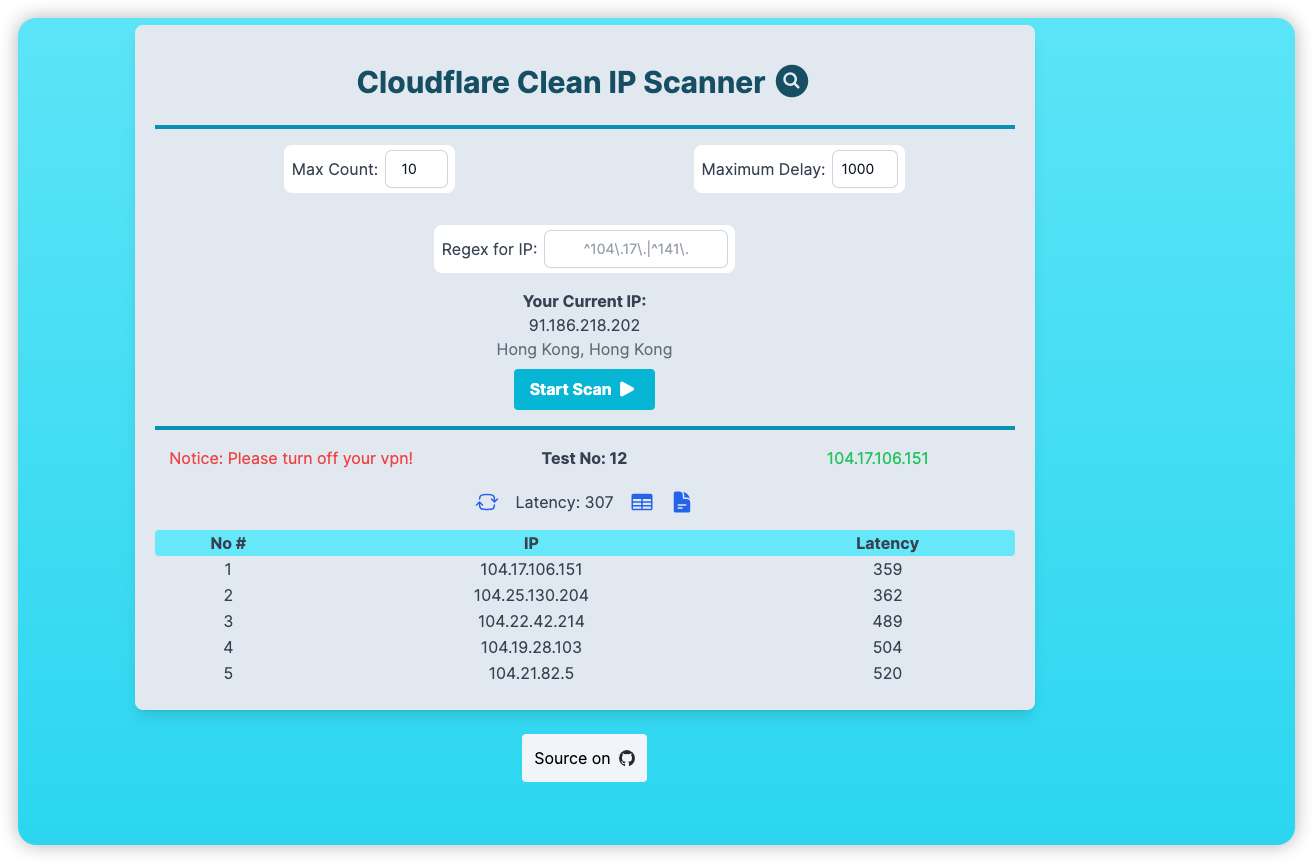 Cloudflare Clean IP Scanner
Max Count: 10 Maximum Delay: 1000
Regex for IP: ^104\.17\.|^141\.
Your Current IP:
91.186.218.202
Hong Kong, Hong Kong
Start Scan
Notice: Please turn off your vpn! Test No: 12 104.17.106.151
Latency: 307
No # IP Latency
1 104.17.106.151 359
2 104.25.130.204 362
3 104.22.42.214 489
4 104.19.28.103 504
5 104.21.82.5 520
Source on